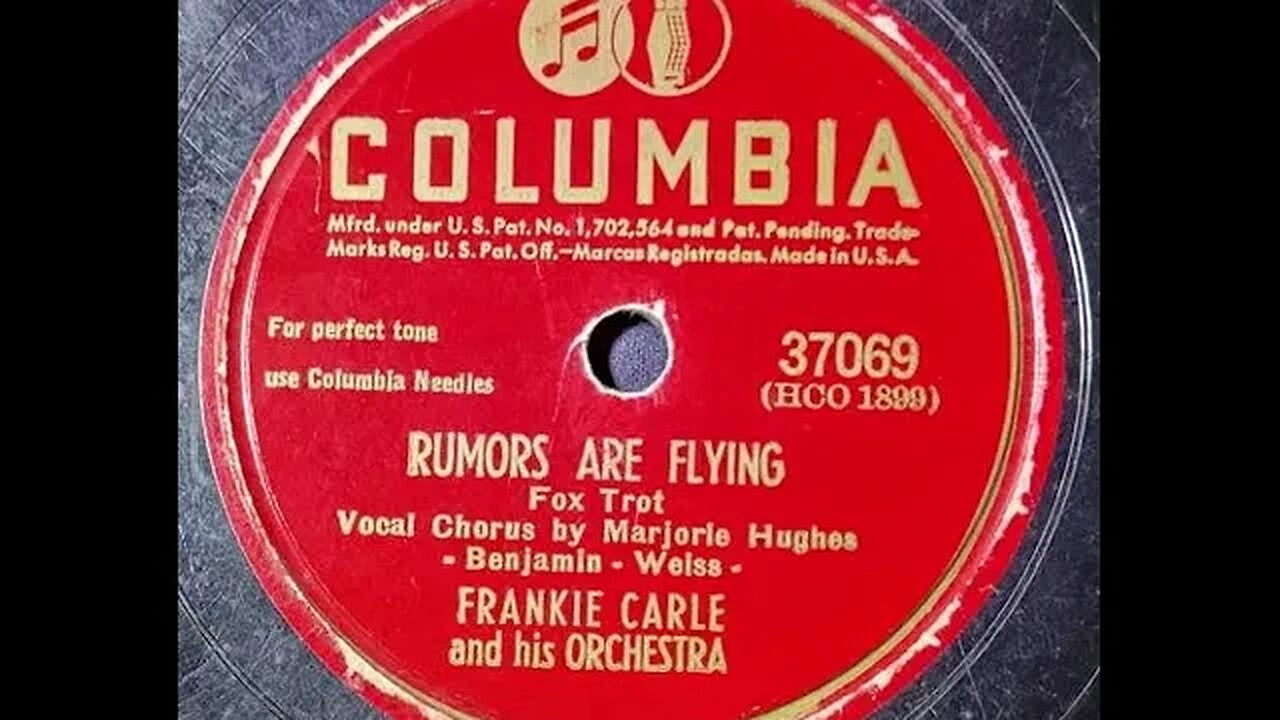 COLUMBIA
Mfrd. under U. S. Pat. No. 1,702,564 and Pat. Pending. Trade-
Marks Reg. U. S. Pat. Off.—Marcas Registradas. Made in U. S. A.
For perfect tone
use Columbia Needles
37069
(HCO 1899)
RUMORS ARE FLYING
Fox Trot
Vocal Chorus by Marjorie Hughes
- Benjamin - Weiss -
FRANKIE CARLE
and his ORCHESTRA